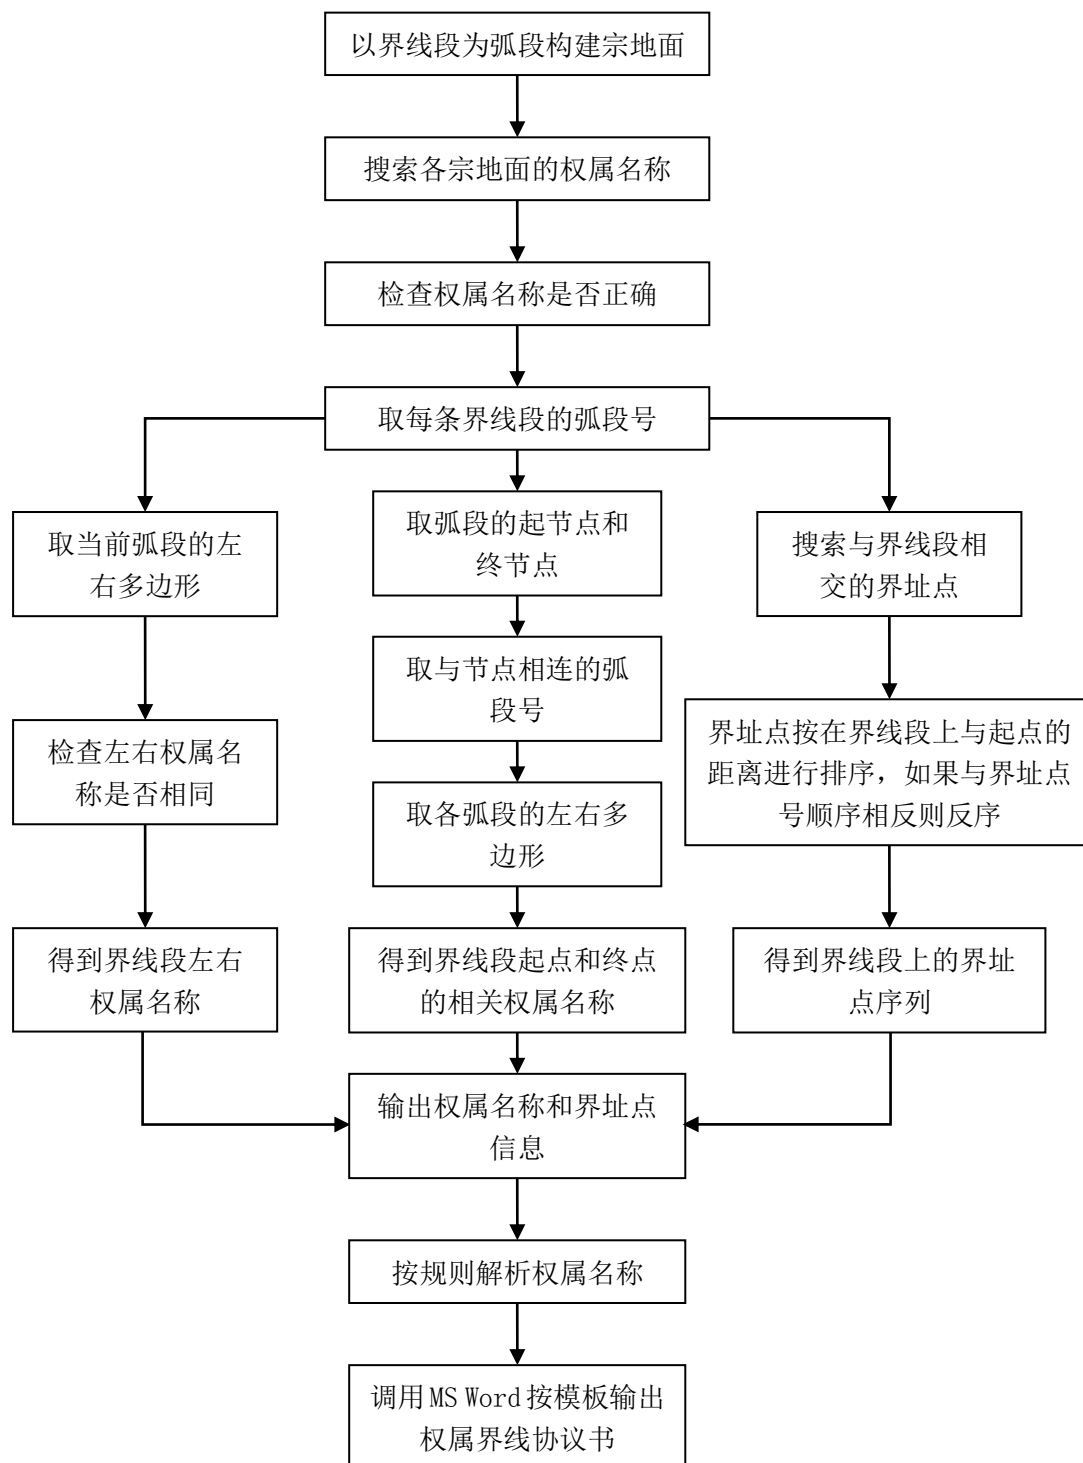 以界线段为弧段构建宗地面
搜索各宗地面的权属名称
检查权属名称是否正确
取每条界线段的弧段号
取当前弧段的左
右多边形
检查左右权属名
称是否相同
得到界线段左右
权属名称
取弧段的起节点和
终节点
取与节点相连的弧
段号
取各弧段的左右多
边形
得到界线段起点和终点
的相关权属名称
搜索与界线段相
交的界址点
界址点按在界线段上与起点的
距离进行排序，如果与界址点
号顺序相反则反序
得到界线段上的界址
点序列
输出权属名称和界址点
信息
按规则解析权属名称
调用MS Word按模板输出
权属界线协议书